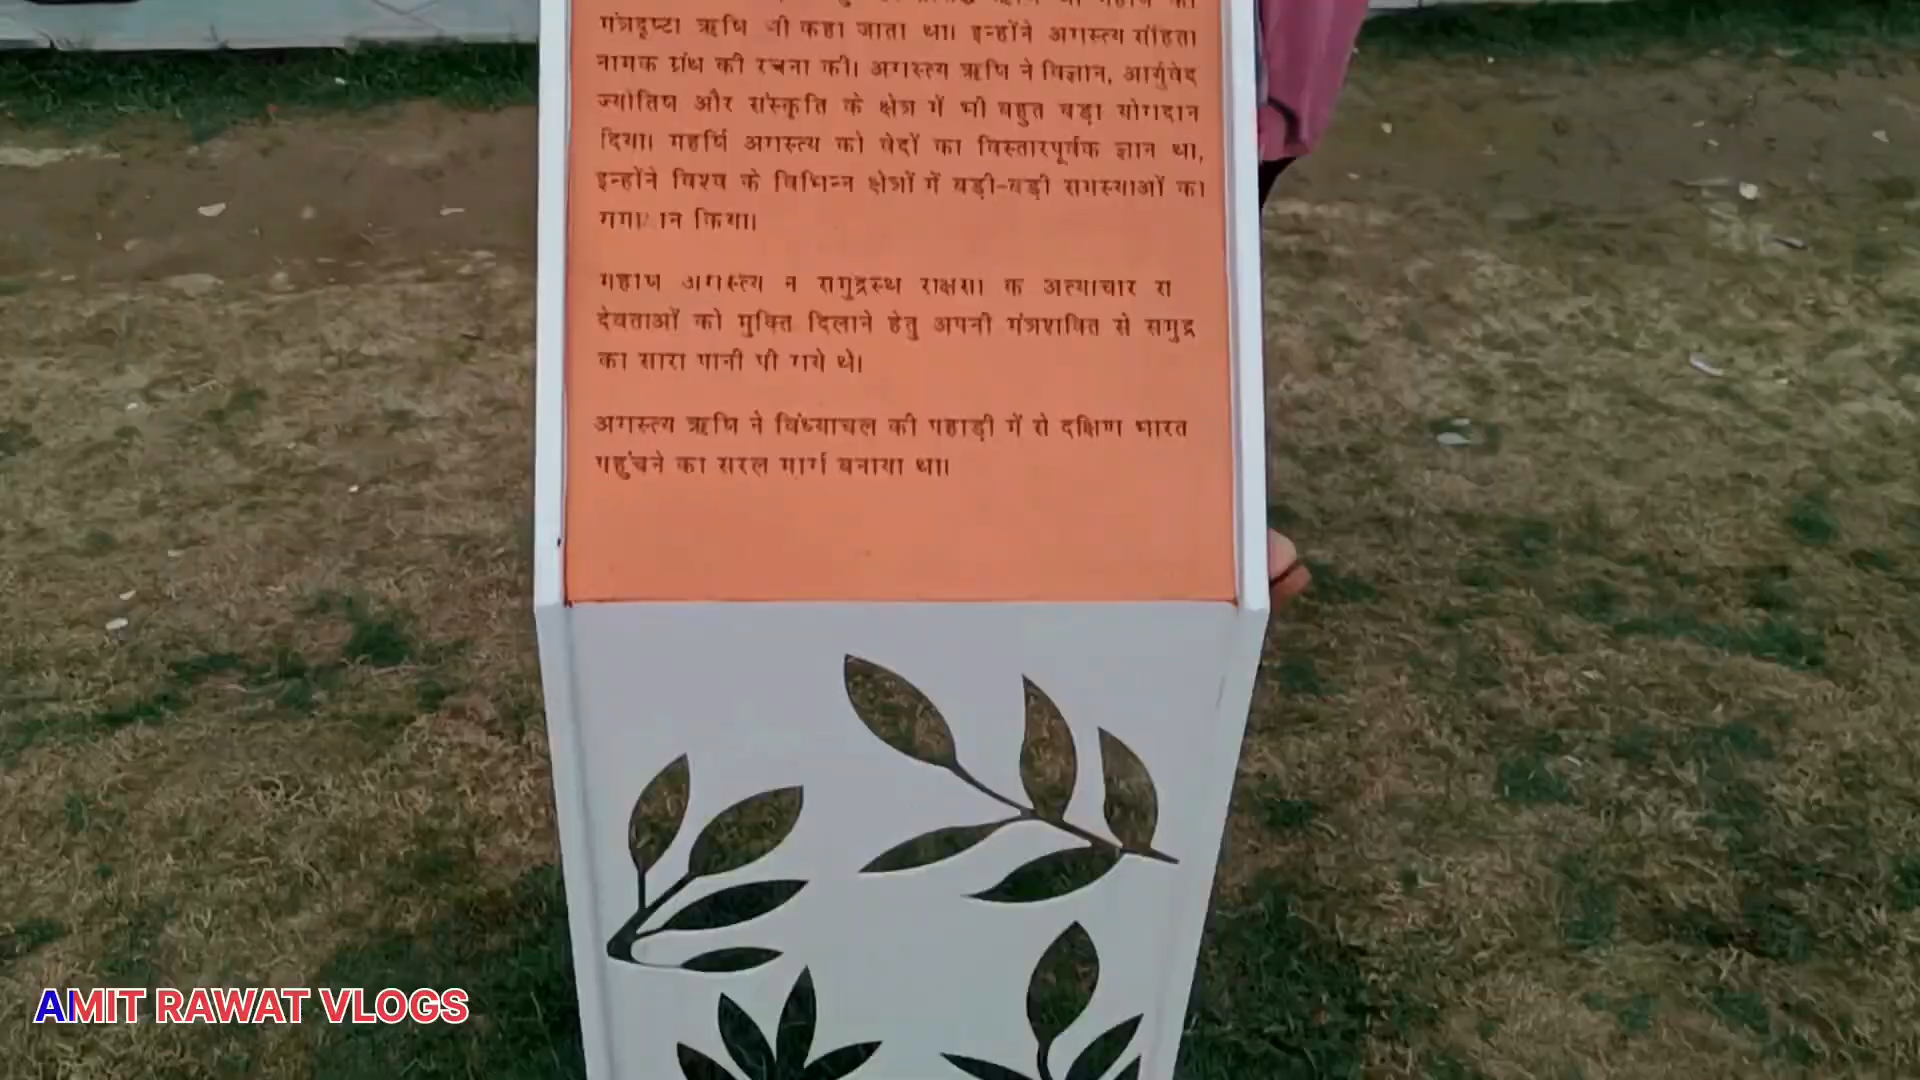 मंत्रदृष्टा ऋषि भी कहा जाता था। इन्होंने अगस्त्य संहिता
नामक ग्रंथ की रचना की। अगस्त्य ऋषि ने विज्ञान, आर्युवेद
ज्योतिष और संस्कृति के क्षेत्र में भी बहुत बड़ा योगदान
दिया। महर्षि अगस्त्य को वेदों का विस्तारपूर्वक ज्ञान था,
इन्होंने विश्व के विभिन्न क्षेत्रों में बड़ी-बड़ी समस्याओं का
समाधान किया।
महर्षि अगस्त्य ने समुद्रस्थ राक्षसों के अत्याचार से
देवताओं को मुक्ति दिलाने हेतु अपनी मंत्रशक्ति से समुद्र
का सारा पानी पी गये थे।
अगस्त्य ऋषि ने विंध्याचल की पहाड़ी में से दक्षिण भारत
पहुंचने का सरल मार्ग बनाया था।
AMIT RAWAT VLOGS